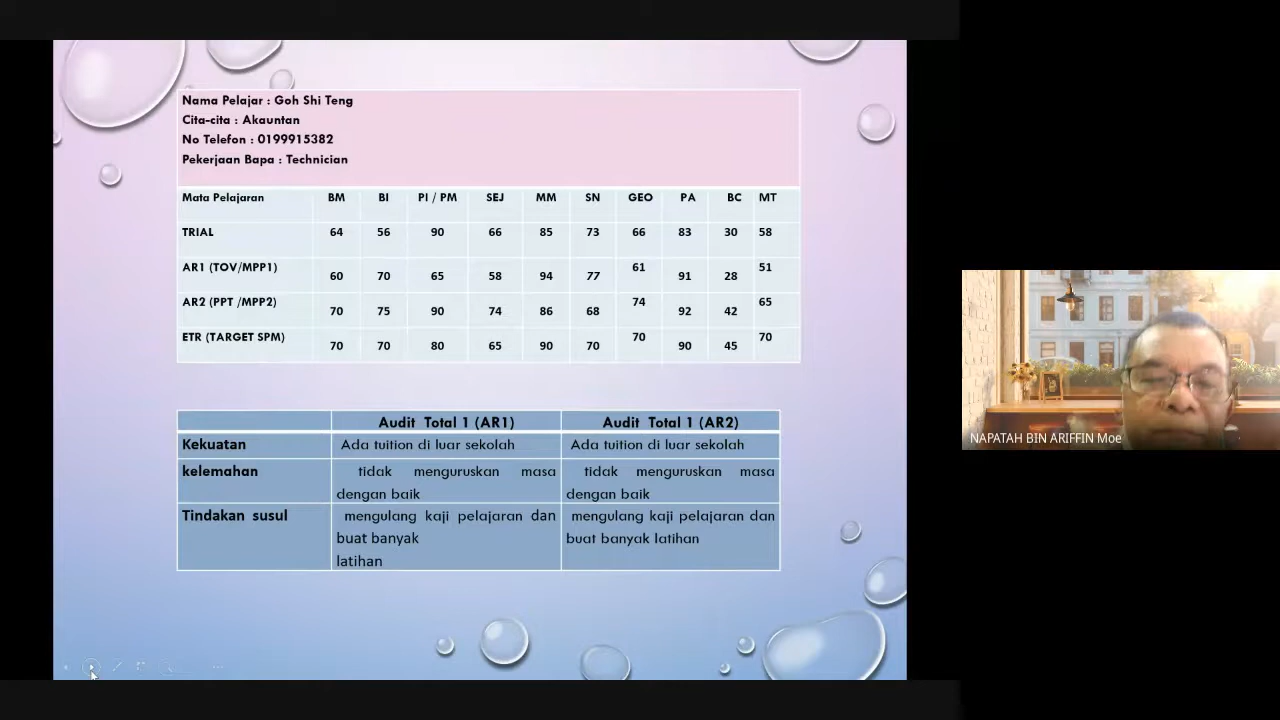 Nama Pelajar : Goh Shi Teng
Cita-cita : Akauntan
No Telefon : 0199915382
Pekerjaan Bapa : Technician
Mata Pelajaran BM BI PI / PM SEJ MM SN GEO PA BC MT
TRIAL 64 56 90 66 85 73 66 83 30 58
AR1 (TOV/MPP1) 60 70 65 58 94 77 61 91 28 51
AR2 (PPT /MPP2) 70 75 90 74 86 68 74 92 42 65
ETR (TARGET SPM) 70 70 80 65 90 70 70 90 45 70
Audit Total 1 (AR1) Audit Total 1 (AR2)
Kekuatan Ada tuition di luar sekolah Ada tuition di luar sekolah
kelemahan tidak menguruskan masa tidak menguruskan masa
dengan baik dengan baik
Tindakan susul mengulang kaji pelajaran dan mengulang kaji pelajaran dan
buat banyak buat banyak latihan
latihan
NAPATAH BIN ARIFFIN Moe